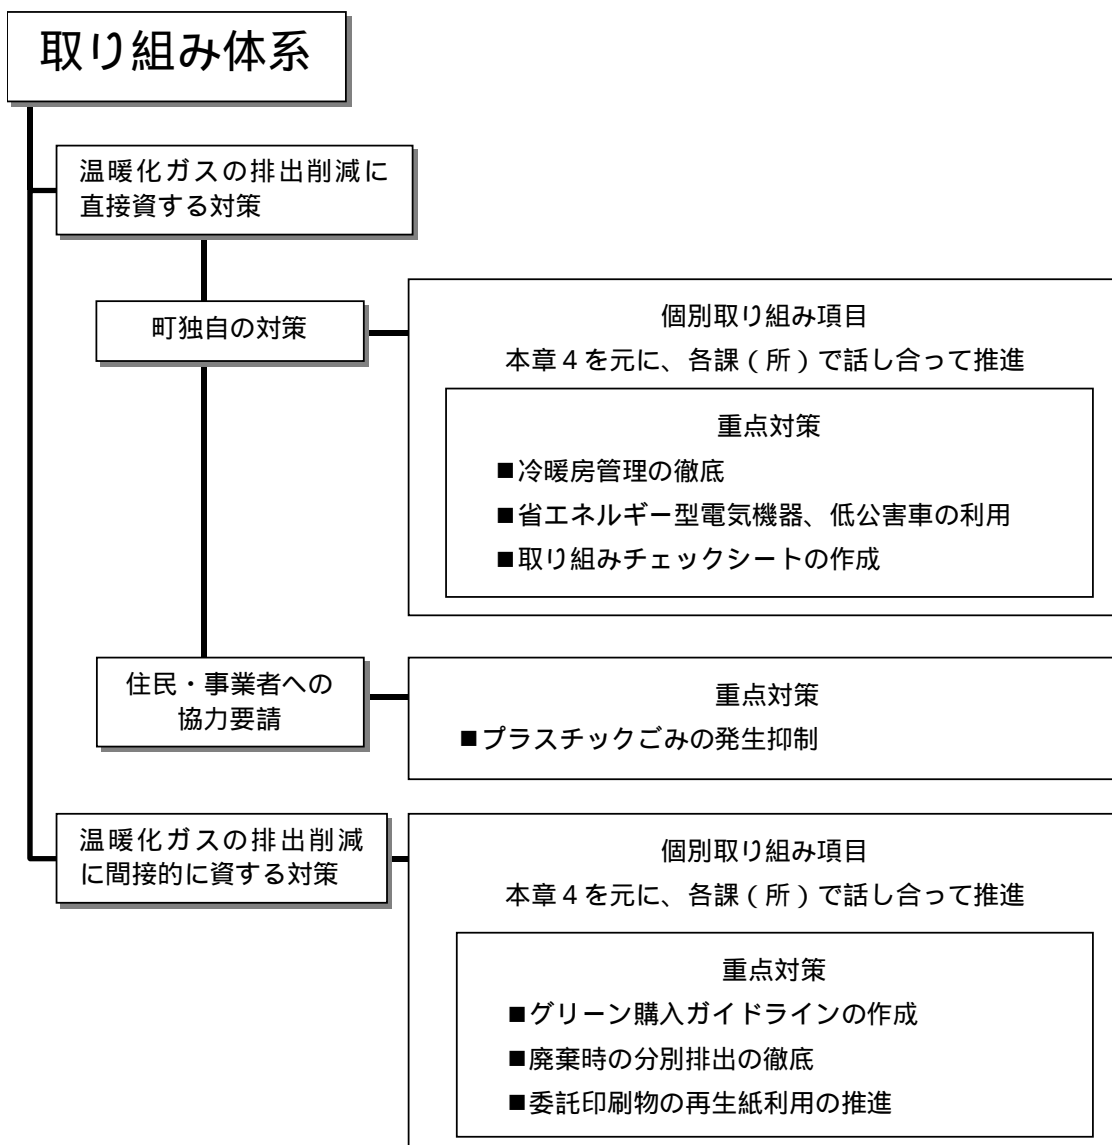 取り組み体系
温暖化ガスの排出削減に
直接資する対策
町独自の対策
個別取り組み項目
本章４を元に、各課（所）で話し合って推進
重点対策
■冷暖房管理の徹底
■省エネルギー型電気機器、低公害車の利用
■取り組みチェックシートの作成
住民・事業者への
協力要請
重点対策
■プラスチックごみの発生抑制
温暖化ガスの排出削減
に間接的に資する対策
個別取り組み項目
本章４を元に、各課（所）で話し合って推進
重点対策
■グリーン購入ガイドラインの作成
■廃棄時の分別排出の徹底
■委託印刷物の再生紙利用の推進